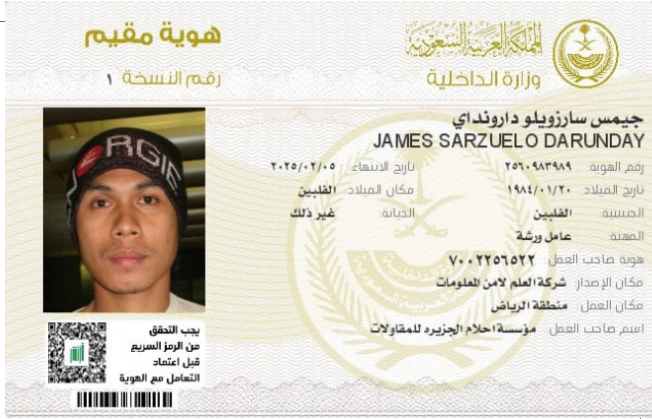 هوية مقيم
رقم النسخة ١
المملكة العربية السعودية
وزارة الداخلية
جيمس سارزويلو دارونداي
JAMES SARZUELO DARUNDAY
رقم الهوية ٢٥٦٠٩٨٣٩٨٩ تاريخ الانتهاء ٢٠٢٥/٠٢/٠٥
تاريخ الميلاد ١٩٨٤/٠١/٢٠ مكان الميلاد الفلبين
الجنسية الفلبين الديانة غير ذلك
المهنة عامل ورشة
هوية صاحب العمل ٧٠٠٢٢٥٦٥٢٢
مكان الإصدار شركة العلم لامن المعلومات
مكان العمل منطقة الرياض
اسم صاحب العمل مؤسسة احلام الجزيره للمقاولات
يجب التحقق
من الرمز السريع
قبل اعتماد
التعامل مع الهوية